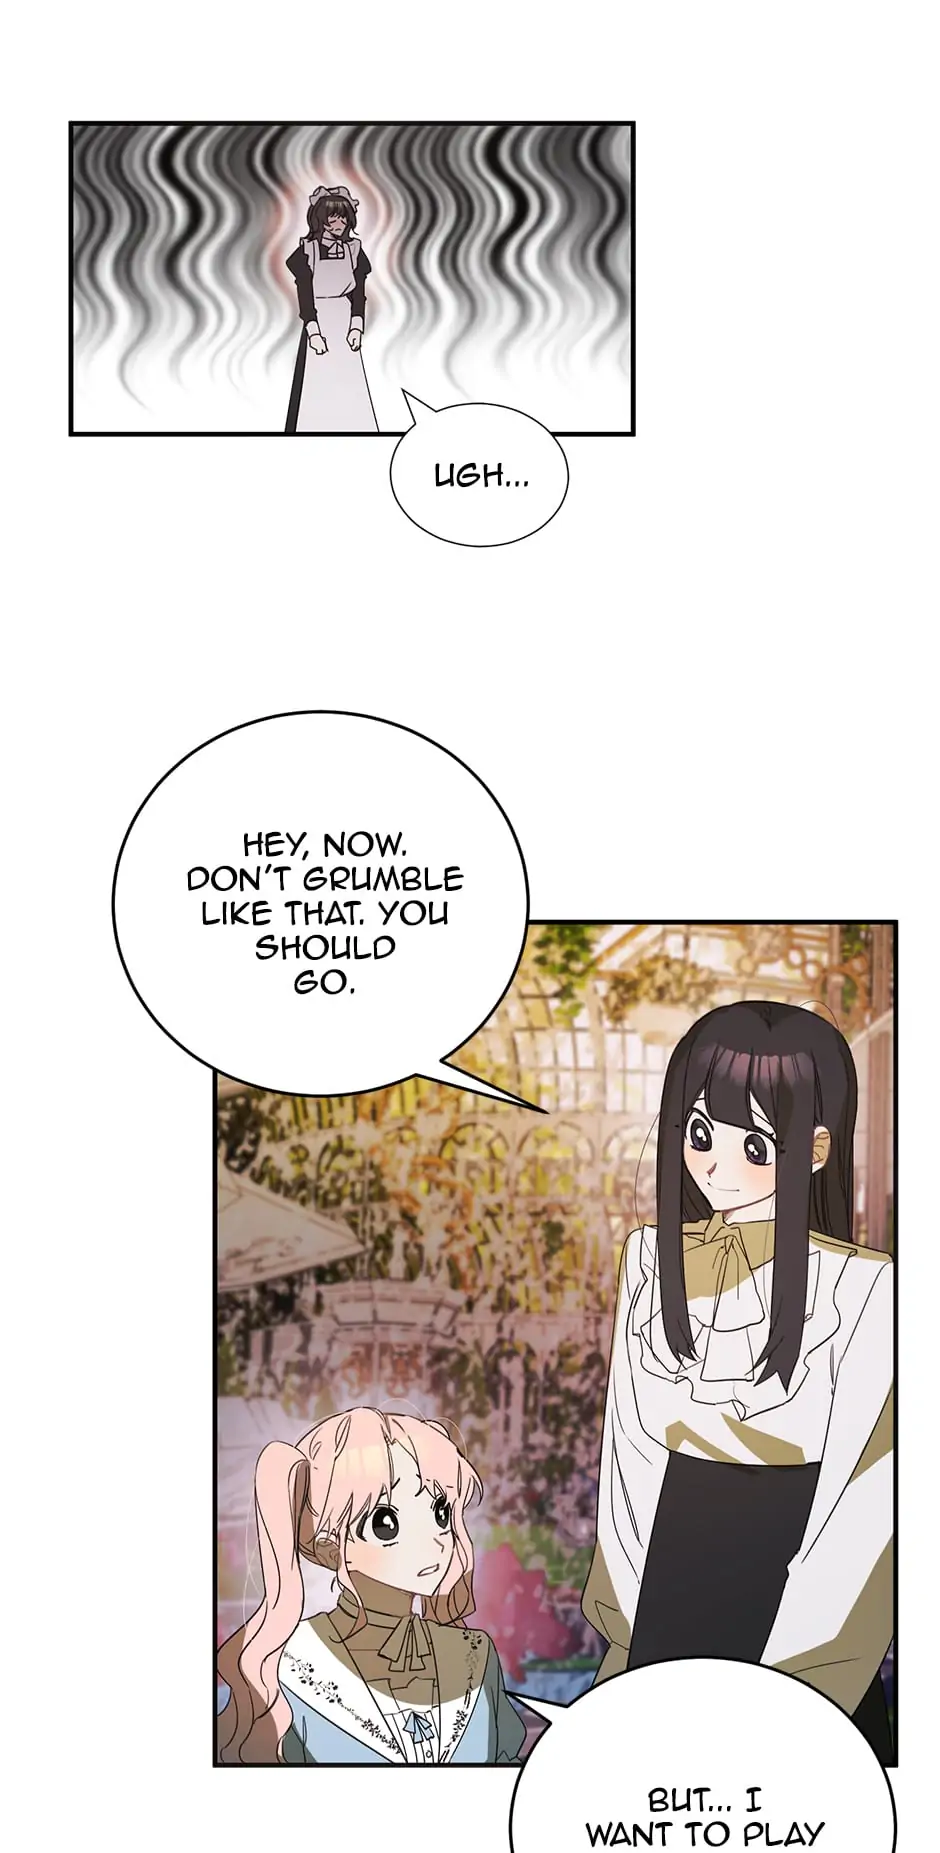 UGH...
HEY, NOW.
DON'T GRUMBLE
LIKE THAT. YOU
SHOULD
GO.
BUT... I
WANT TO PLAY